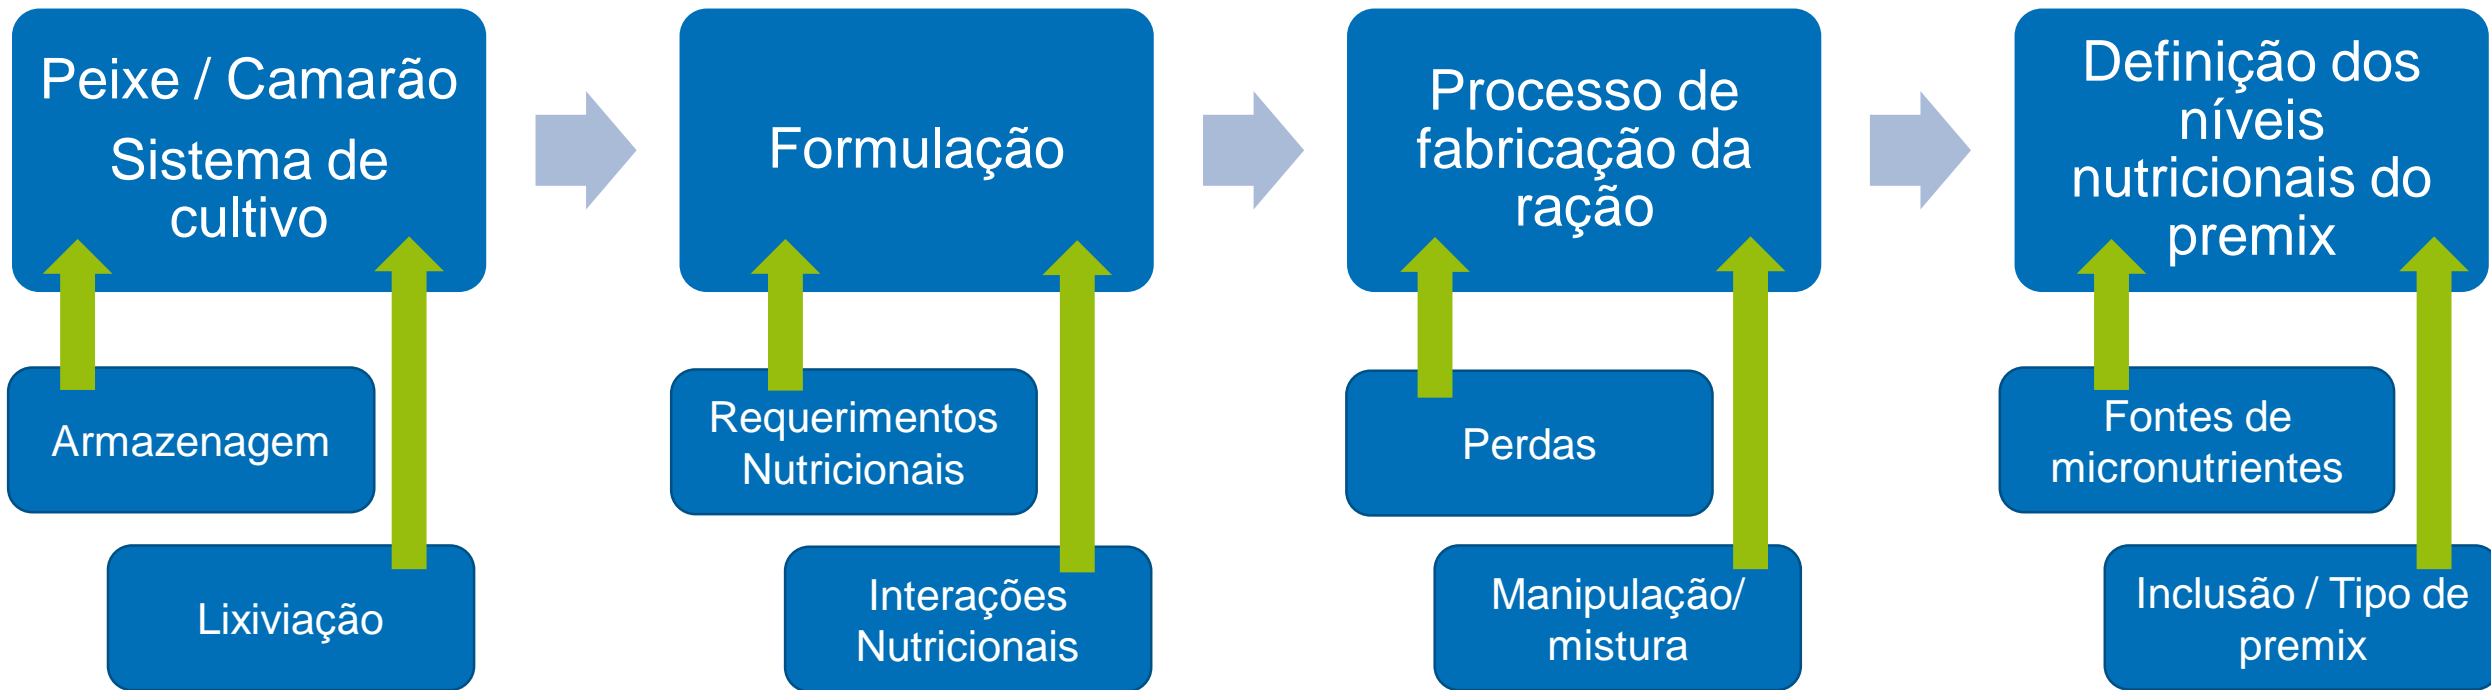 Peixe / Camarão
Sistema de
cultivo
Formulação
Processo de
fabricação da
ração
Definição dos
níveis
nutricionais do
premix
Armazenagem
Lixiviação
Requerimentos
Nutricionais
Interações
Nutricionais
Perdas
Manipulação/
mistura
Fontes de
micronutrientes
Inclusão / Tipo de
premix